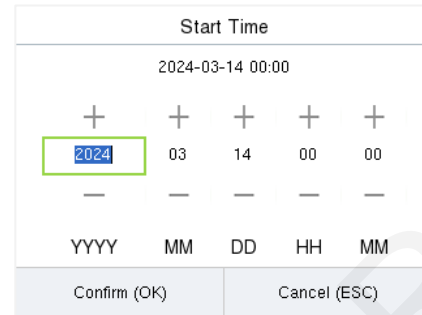 Start Time
2024-03-14 00:00
+ + + + +
2024 03 14 00 00
— — — — —
YYYY MM DD HH MM
Confirm (OK) Cancel (ESC)